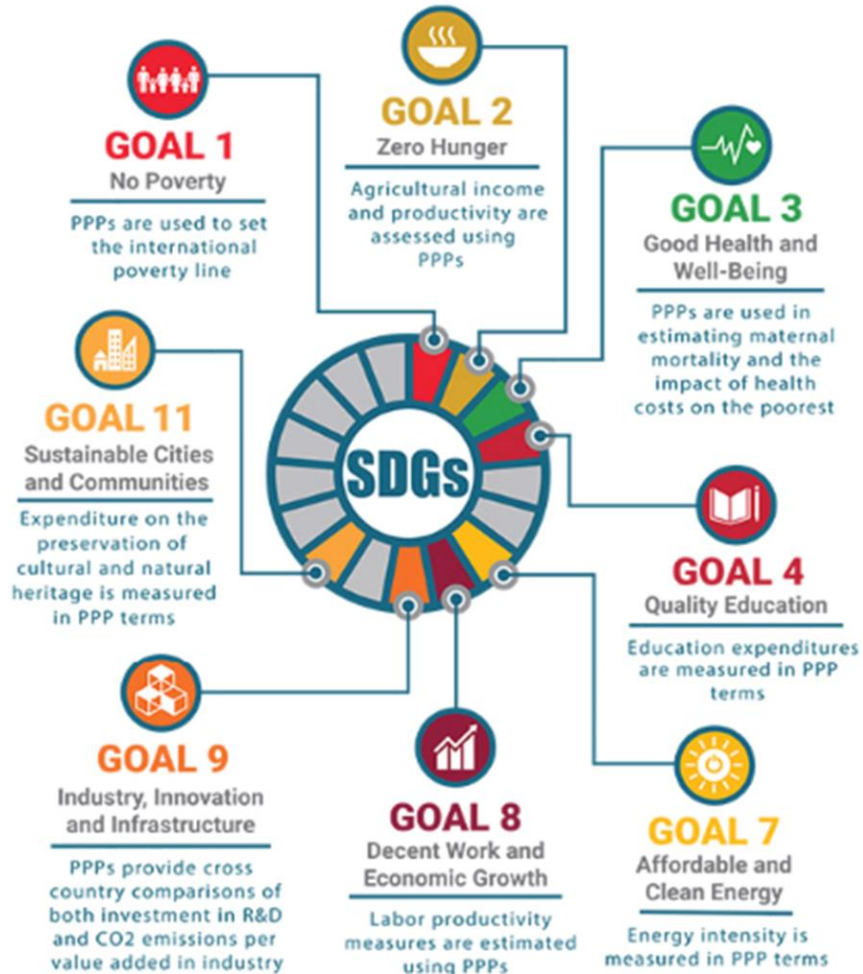 GOAL 1
No Poverty
PPPs are used to set
the international
poverty line
GOAL 2
Zero Hunger
Agricultural income
and productivity are
assessed using
PPPs
GOAL 3
Good Health and
Well-Being
PPPs are used in
estimating maternal
mortality and the
impact of health
costs on the poorest
GOAL 11
Sustainable Cities
and Communities
Expenditure on the
preservation of
cultural and natural
heritage is measured
in PPP terms
SDGs
GOAL 4
Quality Education
Education expenditures
are measured in PPP
terms
GOAL 9
Industry, Innovation
and Infrastructure
PPPs provide cross
country comparisons of
both investment in R&D
and CO2 emissions per
value added in industry
GOAL 8
Decent Work and
Economic Growth
Labor productivity
measures are estimated
using PPPs
GOAL 7
Affordable and
Clean Energy
Energy intensity is
measured in PPP terms